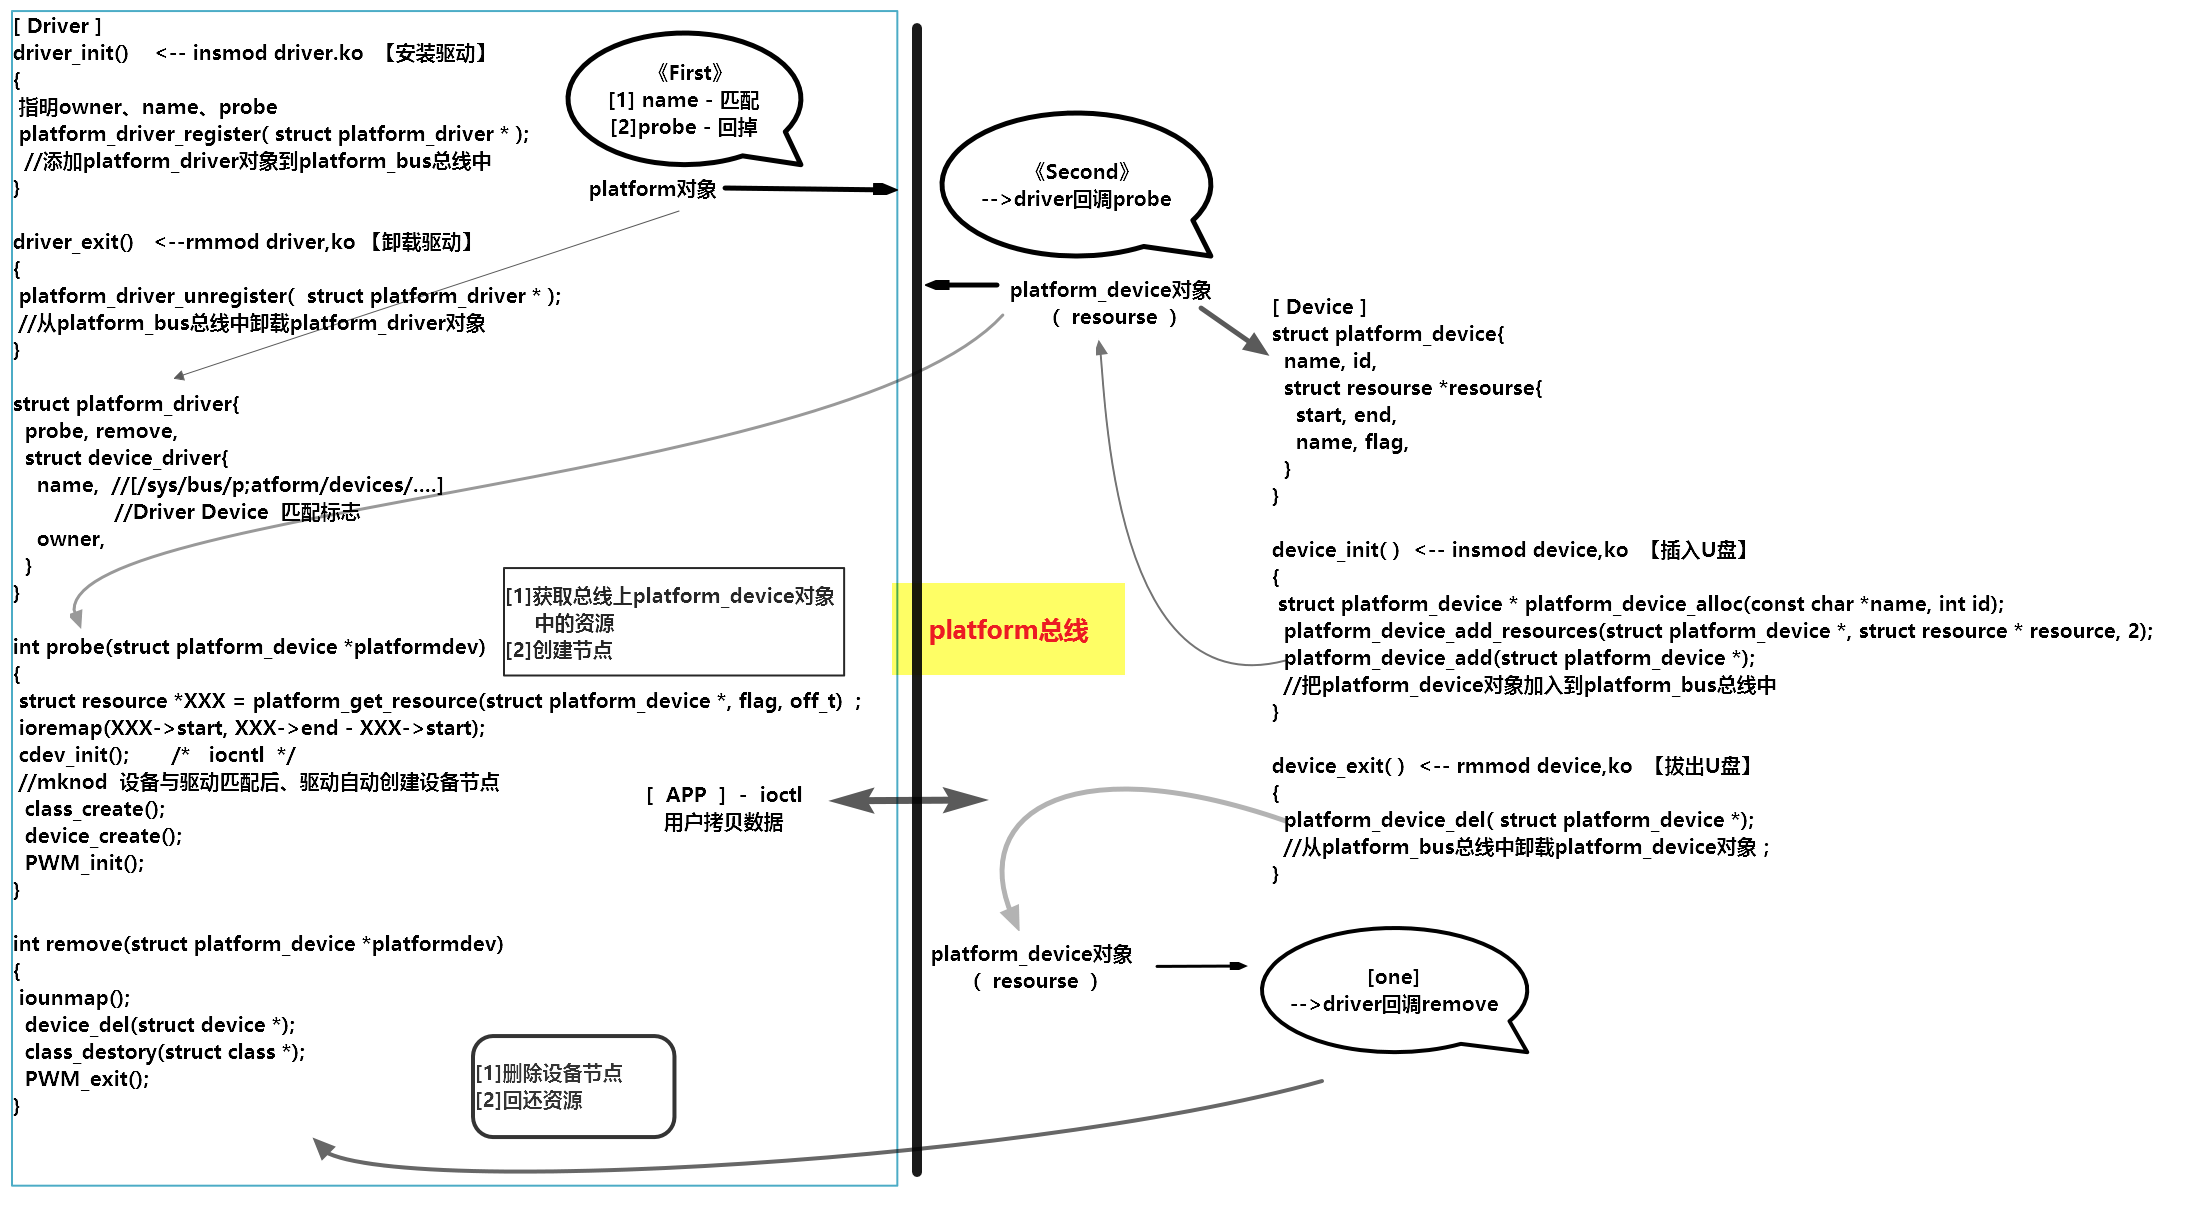 [ Driver ]
driver_init()    <-- insmod driver.ko  【安装驱动】
{
指明owner、name、probe
platform_driver_register( struct platform_driver * );
//添加platform_driver对象到platform_bus总线中
}
driver_exit()   <--rmmod driver,ko 【卸载驱动】
{
platform_driver_unregister(  struct platform_driver * );
//从platform_bus总线中卸载platform_driver对象
}
struct platform_driver{
probe, remove,
struct device_driver{
name,  //[/sys/bus/p;atform/devices/....]
//Driver Device  匹配标志
owner,
}
}
int probe(struct platform_device *platformdev)
{
struct resource *XXX = platform_get_resource(struct platform_device *, flag, off_t)  ;
ioremap(XXX->start, XXX->end - XXX->start);
cdev_init();       /*   iocntl  */
//mknod  设备与驱动匹配后、驱动自动创建设备节点
class_create();
device_create();
PWM_init();
}
int remove(struct platform_device *platformdev)
{
iounmap();
device_del(struct device *);
class_destory(struct class *);
PWM_exit();
}
《First》
[1] name - 匹配
[2]probe - 回掉
platform对象
[1]获取总线上platform_device对象
中的资源
[2]创建节点
[  APP  ]  -  ioctl
用户拷贝数据
[1]删除设备节点
[2]回还资源
platform总线
《Second》
-->driver回调probe
platform_device对象
(  resourse  )
[ Device ]
struct platform_device{
name, id,
struct resourse *resourse{
start, end,
name, flag,
}
}
device_init( )  <-- insmod device,ko  【插入U盘】
{
struct platform_device * platform_device_alloc(const char *name, int id);
platform_device_add_resources(struct platform_device *, struct resource * resource, 2);
platform_device_add(struct platform_device *);
//把platform_device对象加入到platform_bus总线中
}
device_exit( )  <-- rmmod device,ko  【拔出U盘】
{
platform_device_del( struct platform_device *);
//从platform_bus总线中卸载platform_device对象 ;
}
platform_device对象
(  resourse  )
[one]
-->driver回调remove